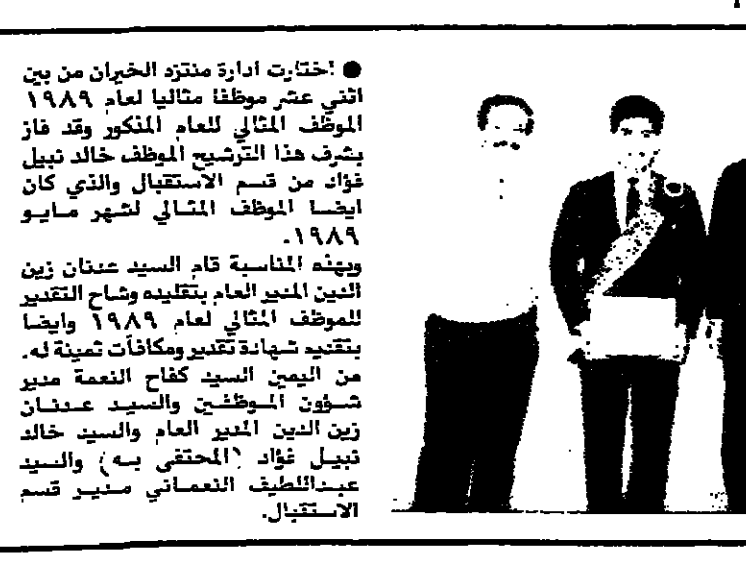 ● اختارت ادارة منتزه الخيران من بين
اثني عشر موظفا مثاليا لعام ١٩٨٩
الموظف المثالي للعام المذكور وقد فاز
بشرف هذا الترشيح الموظف خالد نبيل
فؤاد من قسم الاستقبال والذي كان
ايضا الموظف المثالي لشهر مايو
١٩٨٩.
وبهذه المناسبة قام السيد عدنان زين
الدين المدير العام بتقليده وشاح التقدير
للموظف المثالي لعام ١٩٨٩ وايضا
بتقديم شهادة تقدير ومكافآت ثمينة له.
من اليمين السيد كفاح النعمة مدير
شؤون الموظفين والسيد عدنان
زين الدين المدير العام والسيد خالد
نبيل فؤاد (المحتفى به) والسيد
عبداللطيف النعماني مدير قسم
الاستقبال.